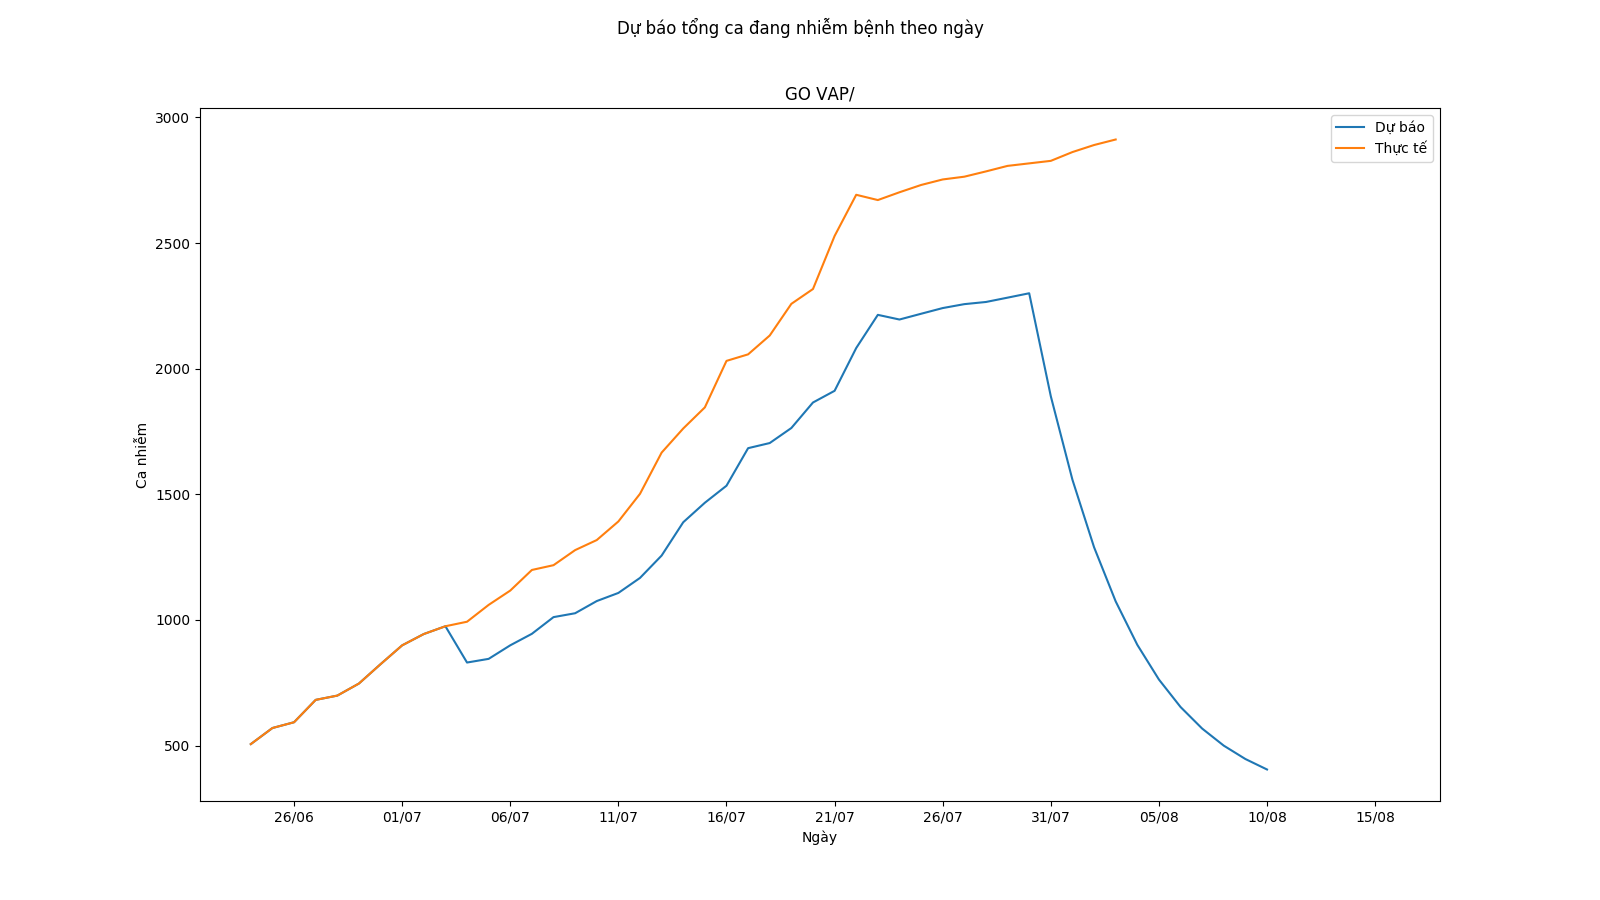 Dự báo tổng ca đang nhiễm bệnh theo ngày
GO VAP/
3000
2500
2000
1500
1000
500
Ca nhiễm
Dự báo
Thực tế
26/06 01/07 06/07 11/07 16/07 21/07 26/07 31/07 05/08 10/08 15/08
Ngày